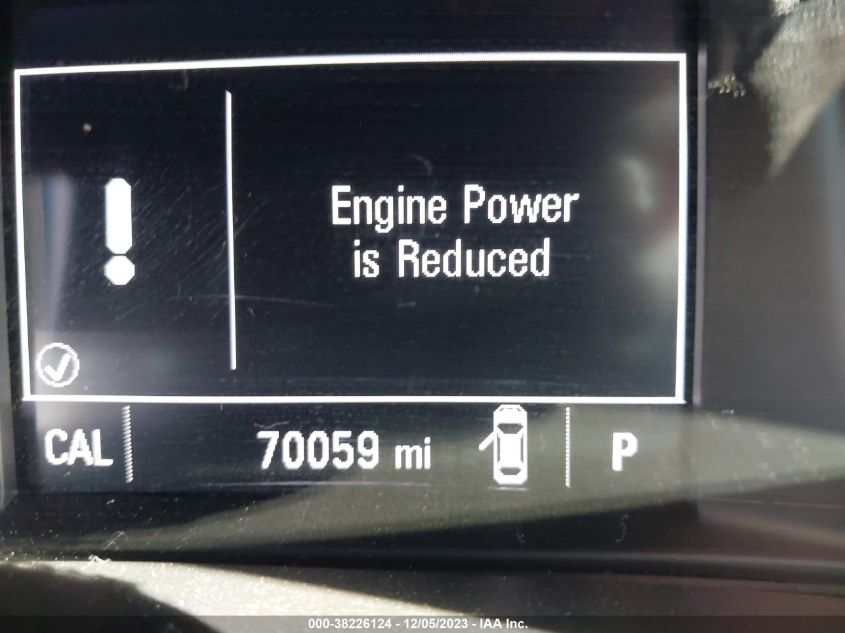 !
Engine Power
is Reduced
CAL 70059 mi P
000-38226124 - 12/05/2023 - IAA Inc.